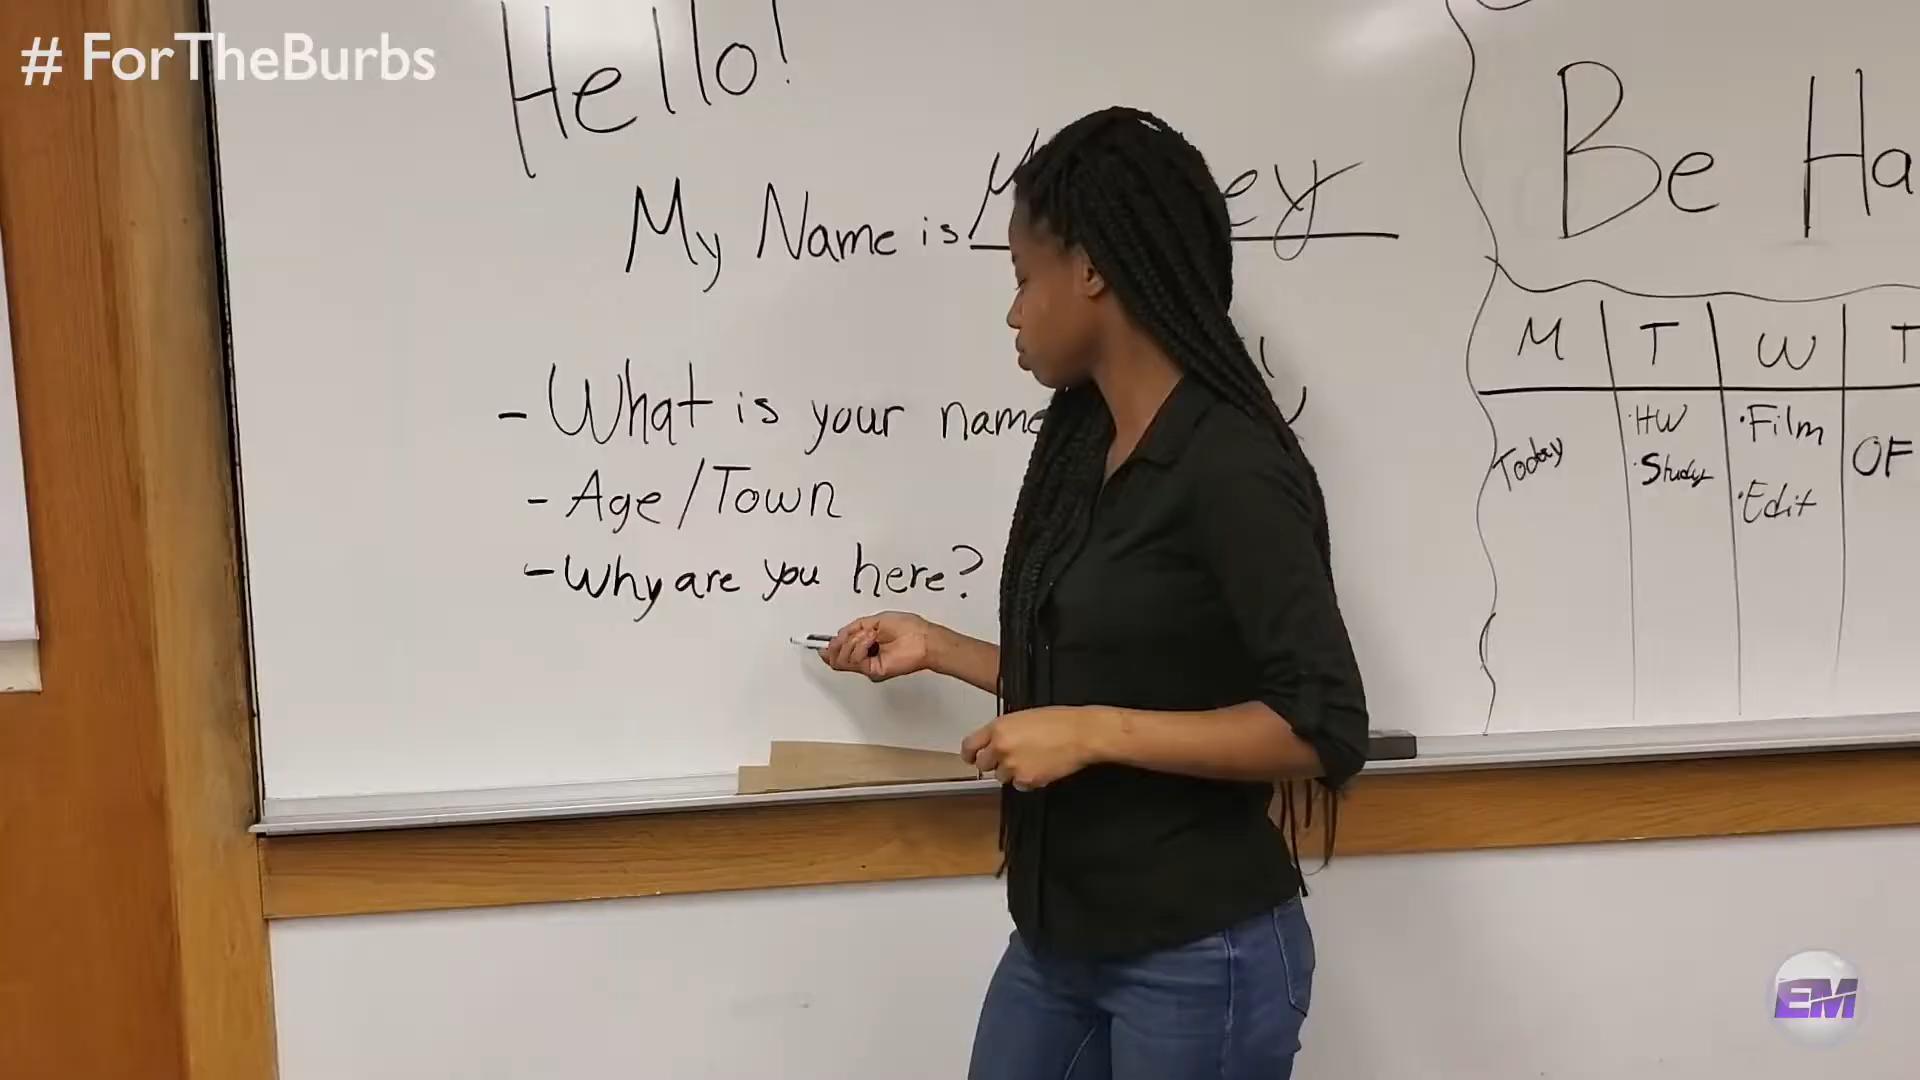 # ForTheBurbs
Hello!
My Name is
- What is your name
- Age/Town
- Why are you here?
Be Ha
M T W T
Today
·HW
·Study
·Film
·Edit
OF
EM